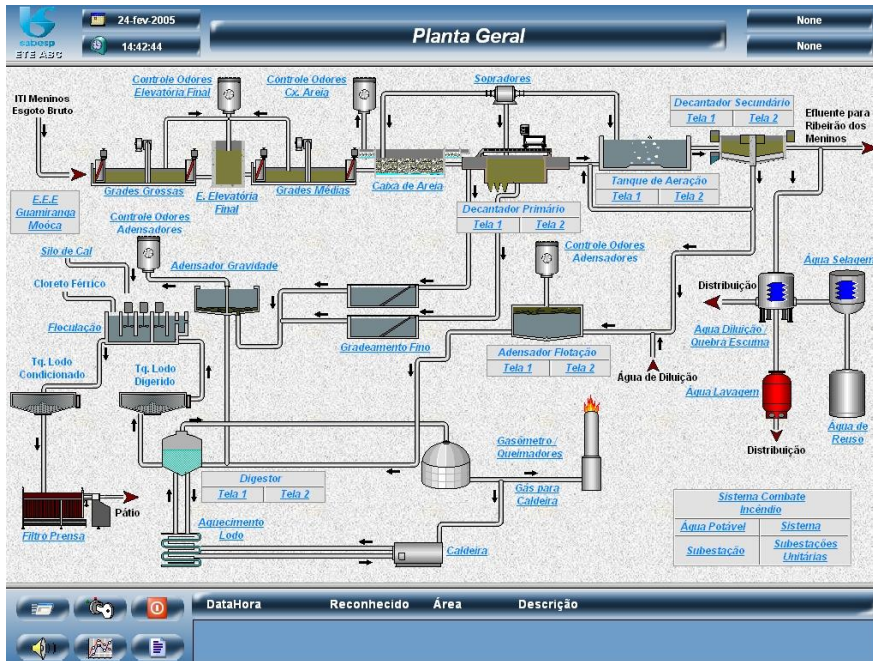 sabesp
ETE ABC
24-fev-2005
14:42:44
Planta Geral
None
None
ITI Meninos
Esgoto Bruto
Controle Odores
Elevatória Final
Controle Odores
Cx. Areia
Sopradores
Decantador Secundário
Tela 1
Tela 2
Efluente para
Ribeirão dos
Meninos
Grades Grossas
E. Elevatória
Final
Grades Médias
Caixa de Areia
Tanque de Aeração
Tela 1
Tela 2
E.E.E
Guamiranga
Moóca
Decantador Primário
Tela 1
Tela 2
Controle Odores
Adensadores
Controle Odores
Adensadores
Silo de Cal
Adensador Gravidade
Água Selagem
Cloreto Férrico
Distribuição
Floculação
Gradeamento Fino
Água Diluição /
Quebra Escuma
Adensador Flotação
Tela 1
Tela 2
Água de Diluição
Tq. Lodo
Condicionado
Tq. Lodo
Digerido
Água Lavagem
Água de
Reuso
Distribuição
Gasômetro /
Queimadores
Digestor
Tela 1
Tela 2
Gás para
Caldeira
Pátio
Filtro Prensa
Aquecimento
Lodo
Caldeira
Sistema Combate
Incêndio
Água Potável
Sistema
Subestação
Subestações
Unitárias
DataHora
Reconhecido
Área
Descrição